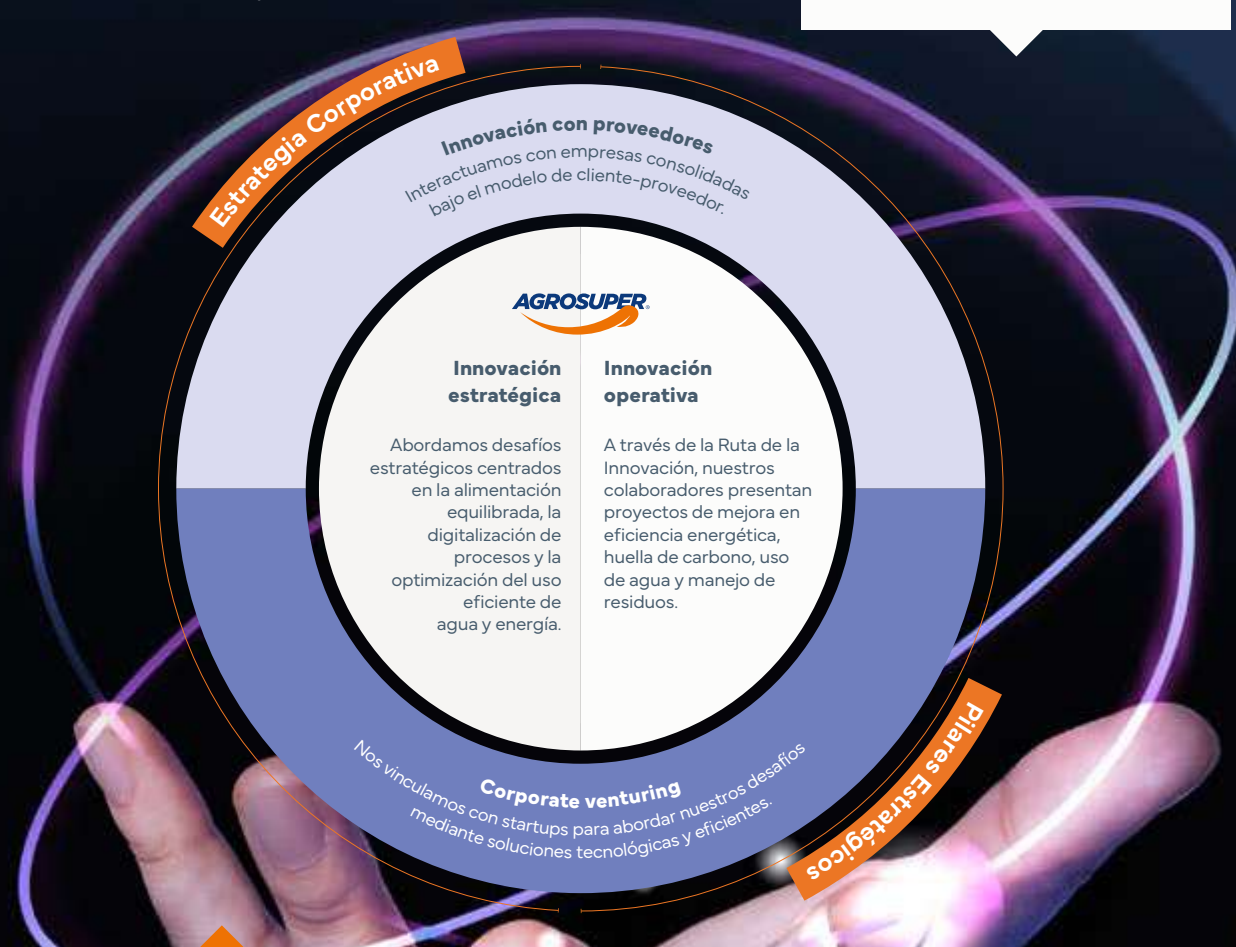 Estrategia Corporativa
Innovación con proveedores
Interactuamos con empresas consolidadas
bajo el modelo de cliente-proveedor.
AGROSUPER®
Innovación
estratégica
Abordamos desafíos
estratégicos centrados
en la alimentación
equilibrada, la
digitalización de
procesos y la
optimización del uso
eficiente de
agua y energía.
Innovación
operativa
A través de la Ruta de la
Innovación, nuestros
colaboradores presentan
proyectos de mejora en
eficiencia energética,
huella de carbono, uso
de agua y manejo de
residuos.
Corporate venturing
Nos vinculamos con startups para abordar nuestros desafíos
mediante soluciones tecnológicas y eficientes.
Pilares Estratégicos